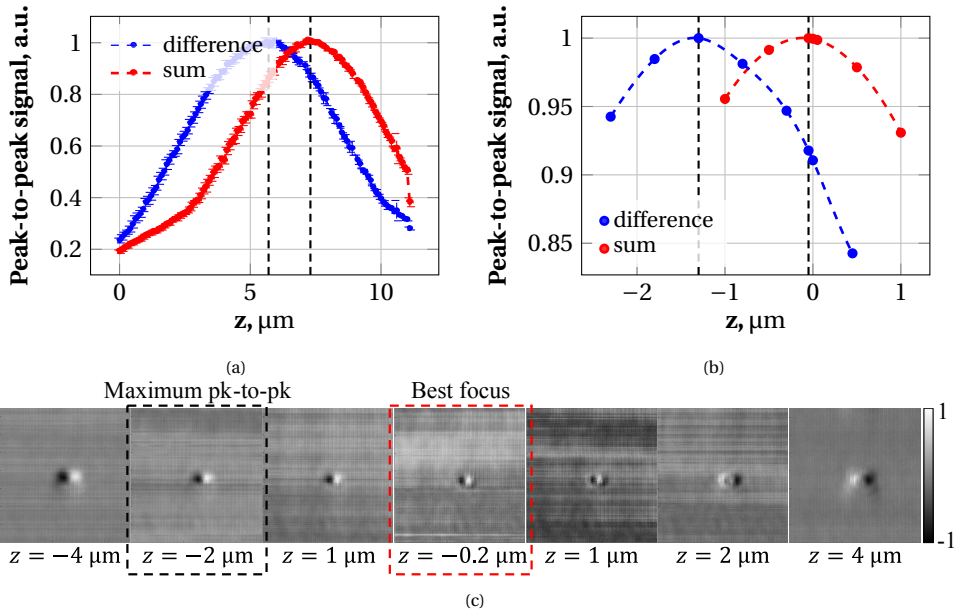 Peak-to-peak signal, a.u.
1
0.8
0.6
0.4
0.2
difference
sum
0
5
10
z, μm
(a)
Peak-to-peak signal, a.u.
1
0.95
0.9
0.85
difference
sum
−2
−1
0
1
z, μm
(b)
Maximum pk-to-pk
Best focus
1
-1
z = −4 μm
z = −2 μm
z = 1 μm
z = −0.2 μm
z = 1 μm
z = 2 μm
z = 4 μm
(c)